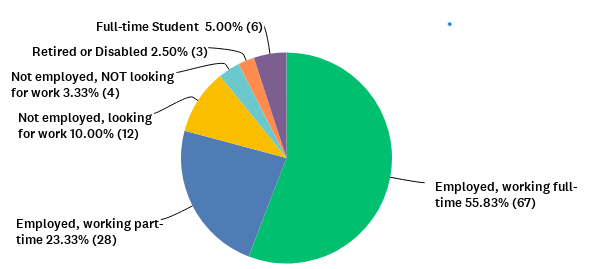 Full-time Student  5.00% (6)
Retired or Disabled 2.50% (3)
Not employed, NOT looking
for work 3.33% (4)
Not employed, looking
for work 10.00% (12)
Employed, working full-
time 55.83% (67)
Employed, working part-
time 23.33% (28)